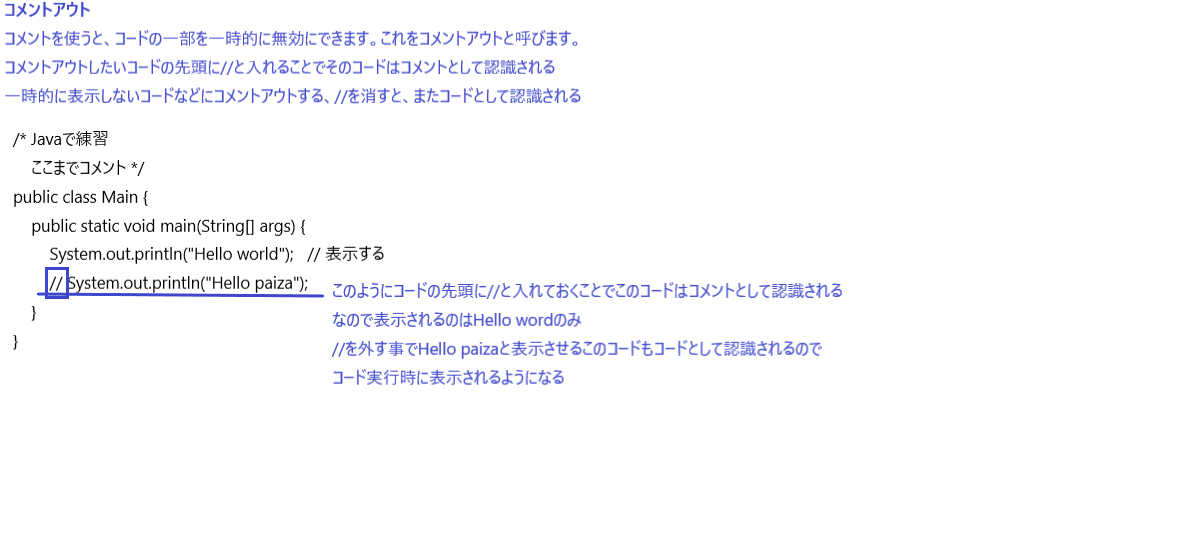 コメントアウト
コメントを使うと、コードの一部を一時的に無効にできます。これをコメントアウトと呼びます。
コメントアウトしたいコードの先頭に//と入れることでそのコードはコメントとして認識される
一時的に表示しないコードなどにコメントアウトする、//を消すと、またコードとして認識される
/* Javaで練習
ここまでコメント */
public class Main {
public static void main(String[] args) {
System.out.println("Hello world"); // 表示する
// System.out.println("Hello paiza");
このようにコードの先頭に//と入れておくことでこのコードはコメントとして認識される
}
なので表示されるのはHello wordのみ
}
//を外す事でHello paizaと表示させるこのコードもコードとして認識されるので
コード実行時に表示されるようになる